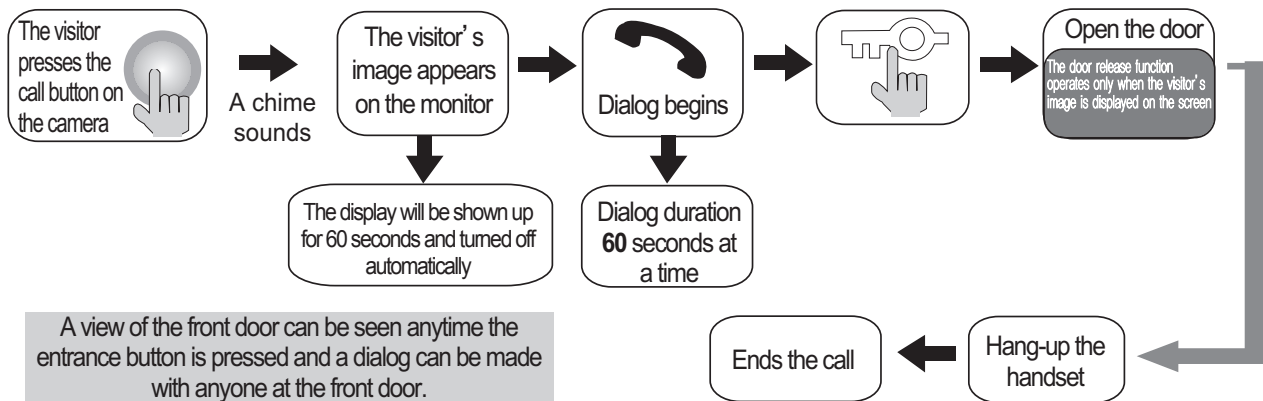 The visitor
presses the
call button on
the camera
A chime
sounds
The visitor's
image appears
on the monitor
Dialog begins
Open the door
The door release function
operates only when the visitor's
image is displayed on the screen
The display will be shown up
for 60 seconds and turned off
automatically
Dialog duration
60 seconds at
a time
A view of the front door can be seen anytime the
entrance button is pressed and a dialog can be made
with anyone at the front door.
Hang-up the
handset
Ends the call